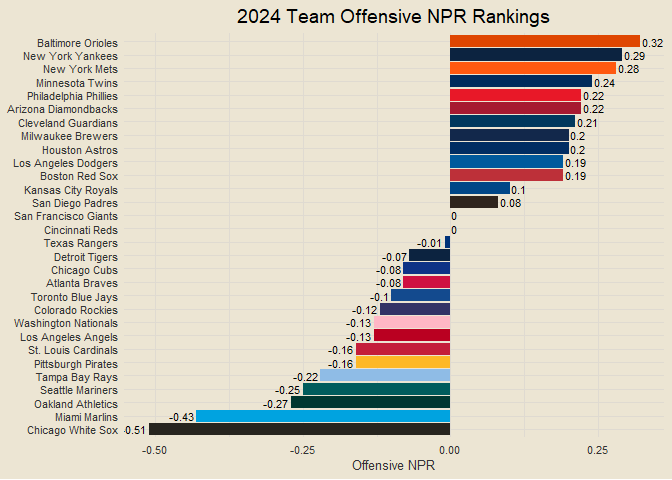 2024 Team Offensive NPR Rankings
Baltimore Orioles 0.32
New York Yankees 0.29
New York Mets 0.28
Minnesota Twins 0.24
Philadelphia Phillies 0.22
Arizona Diamondbacks 0.22
Cleveland Guardians 0.21
Milwaukee Brewers 0.2
Houston Astros 0.2
Los Angeles Dodgers 0.19
Boston Red Sox 0.19
Kansas City Royals 0.1
San Diego Padres 0.08
San Francisco Giants 0
Cincinnati Reds 0
Texas Rangers -0.01
Detroit Tigers -0.07
Chicago Cubs -0.08
Atlanta Braves -0.08
Toronto Blue Jays -0.1
Colorado Rockies -0.12
Washington Nationals -0.13
Los Angeles Angels -0.13
St. Louis Cardinals -0.16
Pittsburgh Pirates -0.16
Tampa Bay Rays -0.22
Seattle Mariners -0.25
Oakland Athletics -0.27
Miami Marlins -0.43
Chicago White Sox -0.51
-0.50 -0.25 0.00 0.25
Offensive NPR